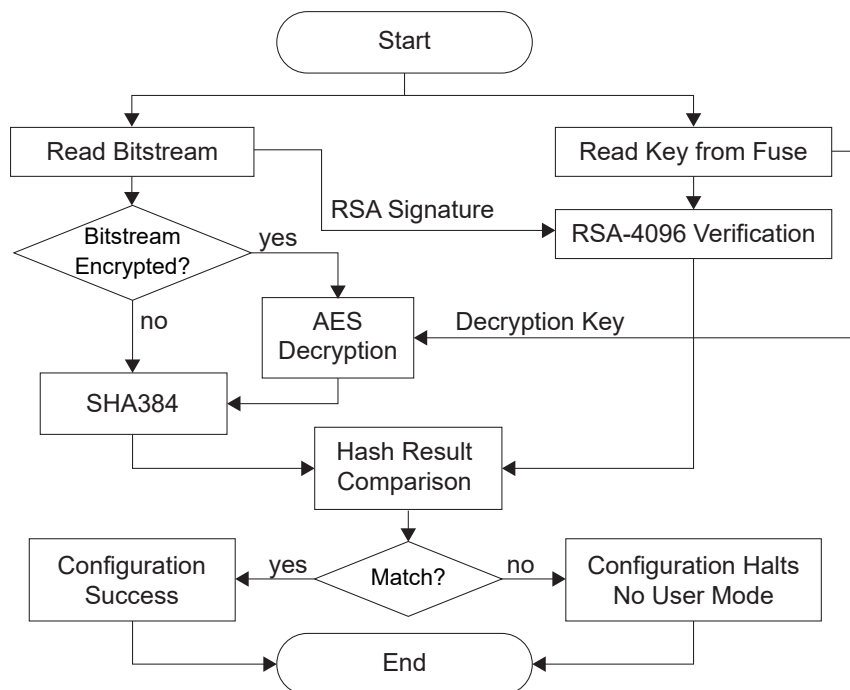 Start
Read Bitstream
Read Key from Fuse
RSA Signature
RSA-4096 Verification
Bitstream
Encrypted?
yes
no
AES
Decryption
Decryption Key
SHA384
Hash Result
Comparison
Configuration
Success
yes
Match?
no
Configuration Halts
No User Mode
End